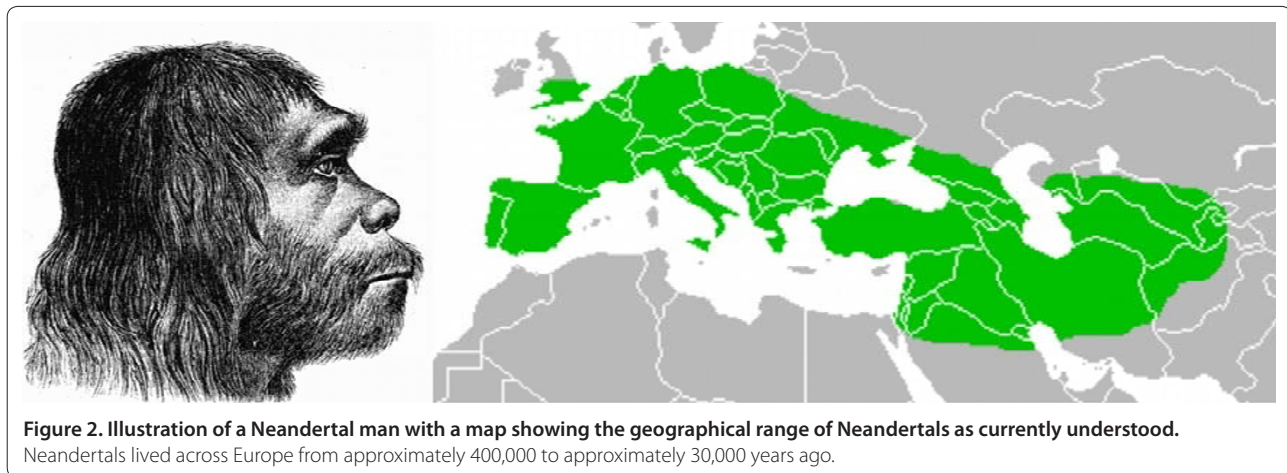 Figure 2. Illustration of a Neandertal man with a map showing the geographical range of Neandertals as currently understood.
Neandertals lived across Europe from approximately 400,000 to approximately 30,000 years ago.